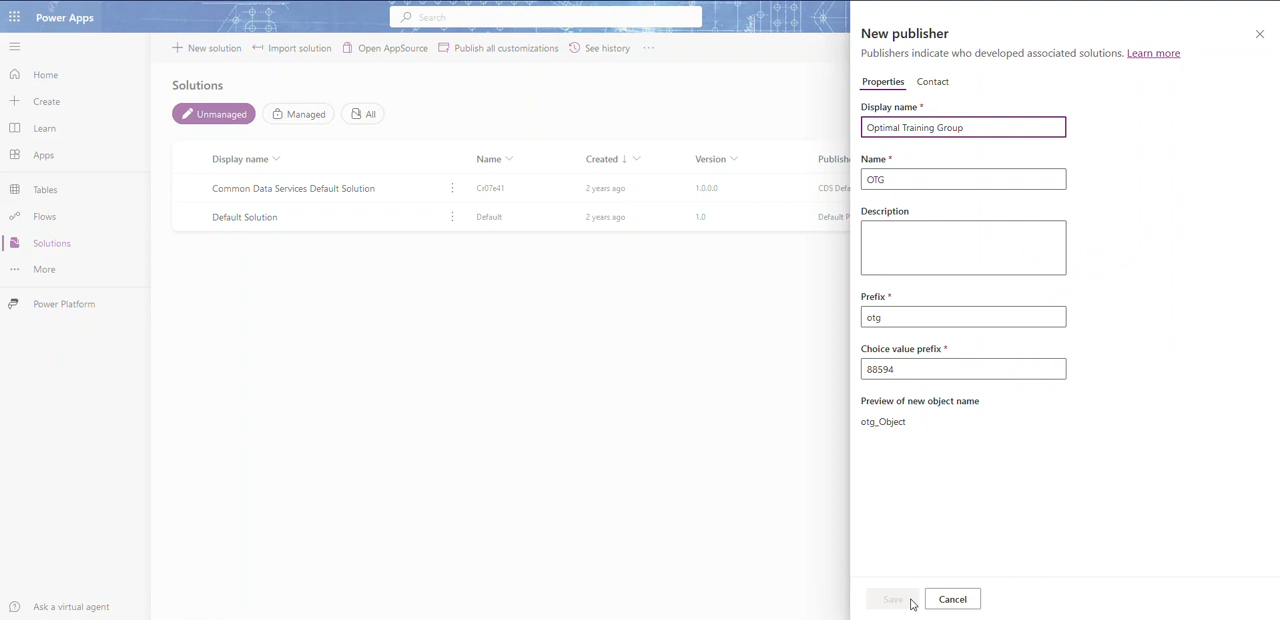 Power Apps
Search
Home
Create
Learn
Apps
Tables
Flows
Solutions
More
Power Platform
Ask a virtual agent
New solution Import solution Open AppSource Publish all customizations See history ...
Solutions
Unmanaged Managed All
Display name Name Created ↓ Version Publish
Common Data Services Default Solution Cr07e41 2 years ago 1.0.0.0 CDS Defa
Default Solution Default 2 years ago 1.0 Default P
New publisher
Publishers indicate who developed associated solutions. Learn more
Properties Contact
Display name *
Optimal Training Group
Name *
OTG
Description
Prefix *
otg
Choice value prefix *
88594
Preview of new object name
otg_Object
Save Cancel